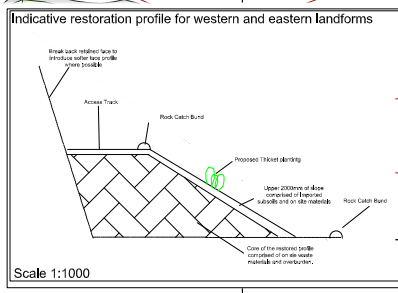 Indicative restoration profile for western and eastern landforms
Break back retained face to
introduce softer face profile
where possible
Access Track
Rock Catch Bund
Proposed Thicket planting
Upper 2000mm of slope
comprised of imported
subsoils and on site materials
Rock Catch Bund
Core of the restored profile
comprised of on sie waste
materials and overburden.
Scale 1:1000